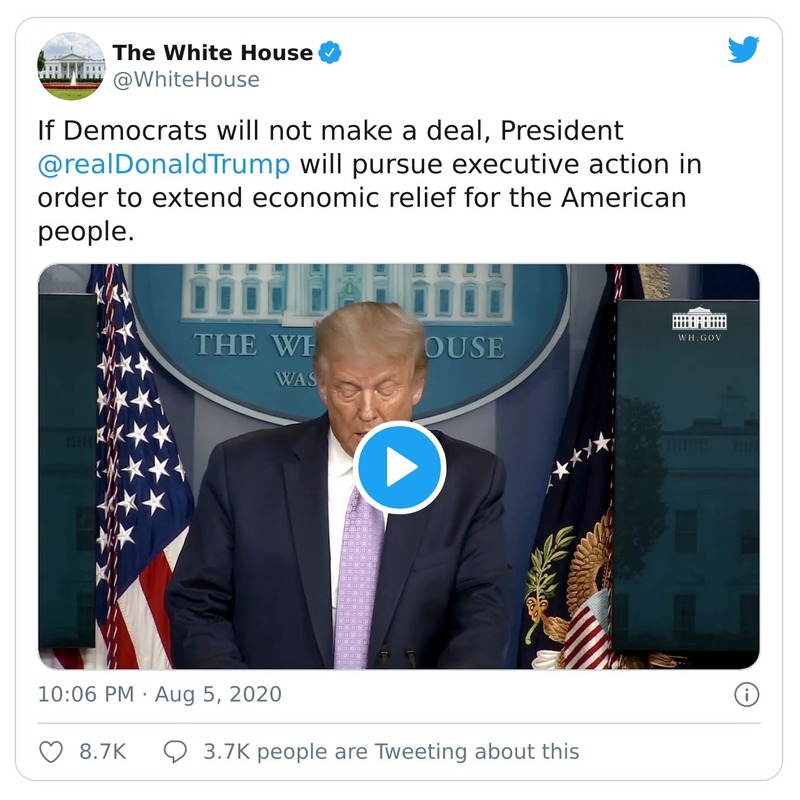 The White House
@WhiteHouse
If Democrats will not make a deal, President
@realDonaldTrump will pursue executive action in
order to extend economic relief for the American
people.
THE WH OUSE
WAS
WH.GOV
10:06 PM · Aug 5, 2020
8.7K 3.7K people are Tweeting about this